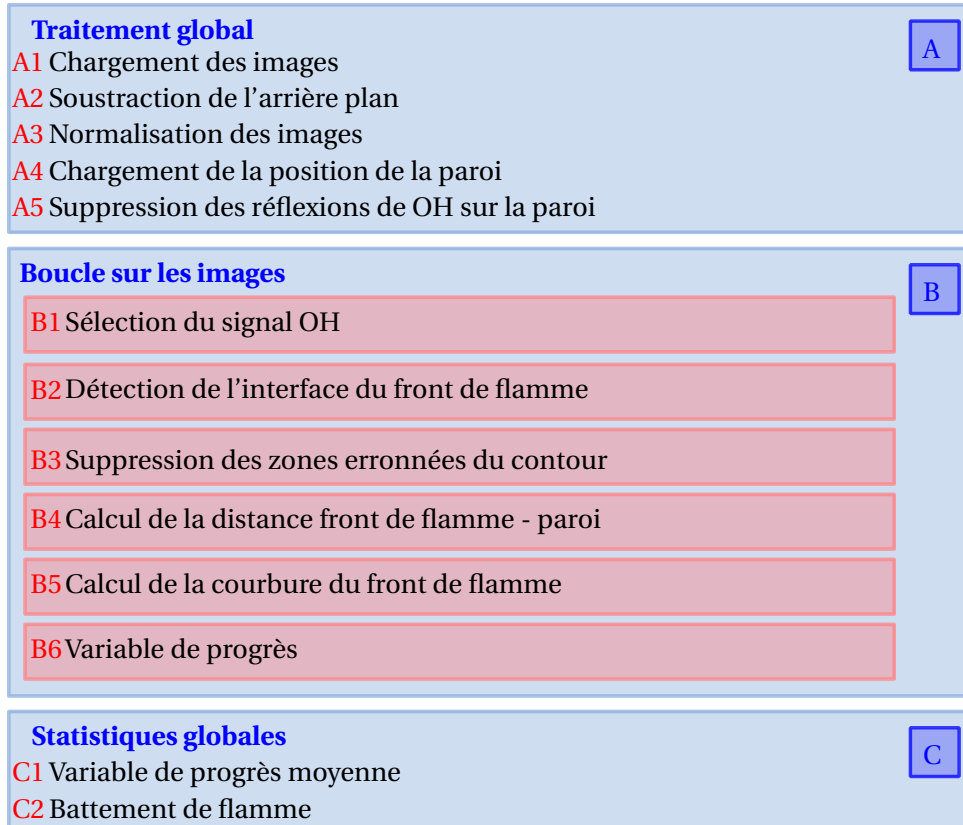 Traitement global
A
A1 Chargement des images
A2 Soustraction de l'arrière plan
A3 Normalisation des images
A4 Chargement de la position de la paroi
A5 Suppression des réflexions de OH sur la paroi
Boucle sur les images
B
B1 Sélection du signal OH
B2 Détection de l'interface du front de flamme
B3 Suppression des zones erronnées du contour
B4 Calcul de la distance front de flamme - paroi
B5 Calcul de la courbure du front de flamme
B6 Variable de progrès
Statistiques globales
C
C1 Variable de progrès moyenne
C2 Battement de flamme